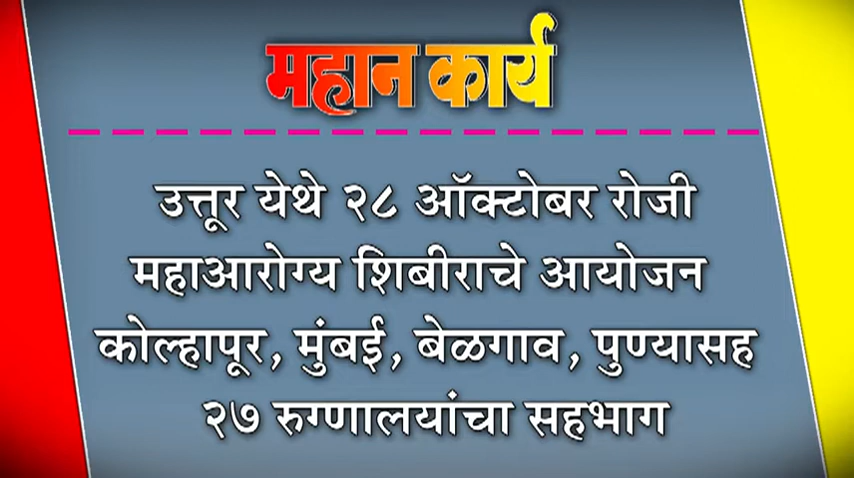 महान कार्य
उत्तूर येथे २८ ऑक्टोबर रोजी
महाआरोग्य शिबीराचे आयोजन
कोल्हापूर, मुंबई, बेळगाव, पुण्यासह
२७ रुग्णालयांचा सहभाग